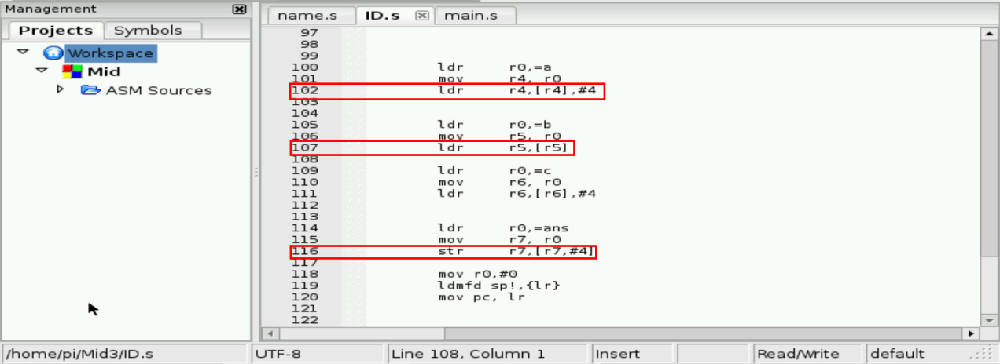 Management
Projects Symbols
Workspace
Mid
ASM Sources
name.s ID.s main.s
97
98
99
100 ldr r0,=a
101 mov r4, r0
102 ldr r4,[r4],#4
103
104
105 ldr r0,=b
106 mov r5, r0
107 ldr r5,[r5]
108
109 ldr r0,=c
110 mov r6, r0
111 ldr r6,[r6],#4
112
113
114 ldr r0,=ans
115 mov r7, r0
116 str r7,[r7,#4]
117
118 mov r0,#0
119 ldmfd sp!,{lr}
120 mov pc, lr
121
122
/home/pi/Mid3/ID.s UTF-8 Line 108, Column 1 Insert Read/Write default